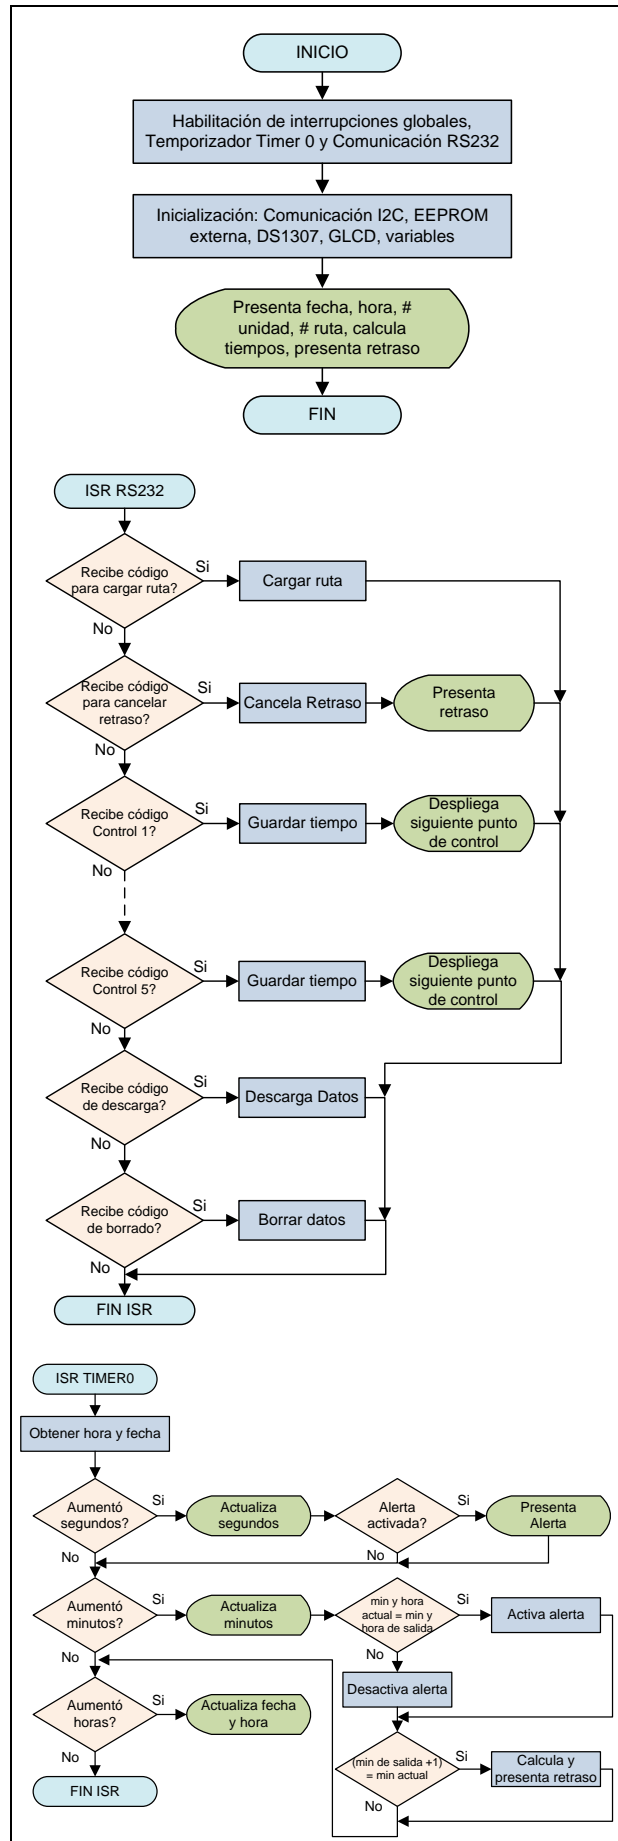 INICIO
Habilitación de interrupciones globales,
Temporizador Timer 0 y Comunicación RS232
Inicialización: Comunicación I2C, EEPROM
externa, DS1307, GLCD, variables
Presenta fecha, hora, #
unidad, # ruta, calcula
tiempos, presenta retraso
FIN
ISR RS232
Recibe código
para cargar ruta?
Si
Cargar ruta
No
Recibe código
para cancelar
retraso?
Si
Cancela Retraso
Presenta
retraso
No
Recibe código
Control 1?
Si
Guardar tiempo
Despliega
siguiente punto
de control
No
Recibe código
Control 5?
Si
Guardar tiempo
Despliega
siguiente punto
de control
No
Recibe código
de descarga?
Si
Descarga Datos
No
Recibe código
de borrado?
Si
Borrar datos
No
FIN ISR
ISR TIMER0
Obtener hora y fecha
Aumentó
segundos?
Si
Actualiza
segundos
Alerta
activada?
Si
Presenta
Alerta
No
No
Aumentó
minutos?
Si
Actualiza
minutos
min y hora
actual = min y
hora de salida
Si
Activa alerta
No
No
Desactiva alerta
Aumentó
horas?
Si
Actualiza fecha
y hora
No
(min de salida +1)
= min actual
Si
Calcula y
presenta retraso
No
FIN ISR